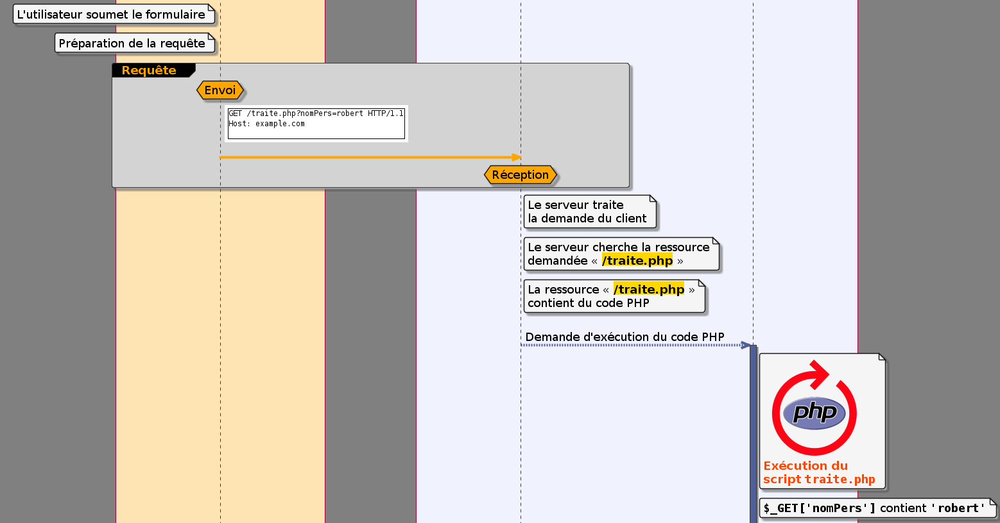 L'utilisateur soumet le formulaire
Préparation de la requête
Requête
Envoi
GET /traite.php?nomPers=robert HTTP/1.1
Host: example.com
Réception
Le serveur traite
la demande du client
Le serveur cherche la ressource
demandée « /traite.php »
La ressource « /traite.php »
contient du code PHP
Demande d'exécution du code PHP
php
Exécution du
script traite.php
$_GET['nomPers'] contient 'robert'